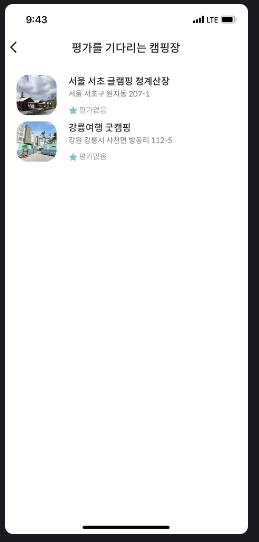 9:43
LTE
평가를 기다리는 캠핑장
서울 서초 글램핑 청계산장
서울 서초구 원지동 207-1
평가없음
강릉여행 굿캠핑
강원 강릉시 사천면 방동리 112-5
평가없음